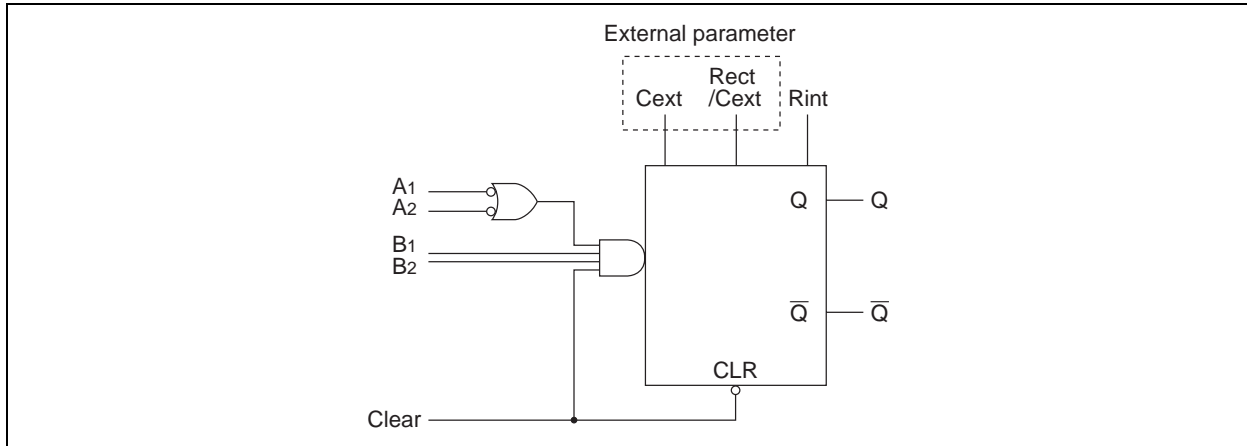 External parameter
Cext
Rect
/Cext
Rint
A1
A2
B1
B2
Q
Q
Q̅
Q̅
CLR
Clear